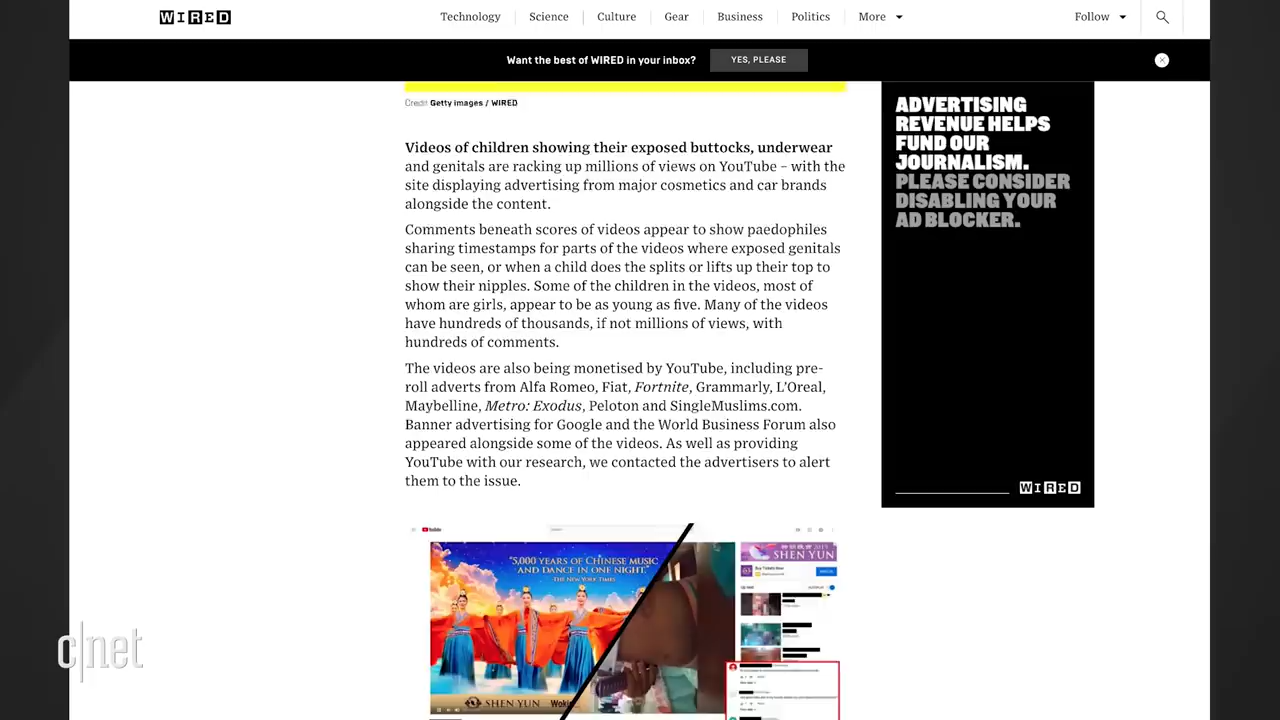 WIRED
Technology
Science
Culture
Gear
Business
Politics
More
Follow
Want the best of WIRED in your inbox?
YES, PLEASE
Credit Getty images / WIRED
Videos of children showing their exposed buttocks, underwear
and genitals are racking up millions of views on YouTube – with the
site displaying advertising from major cosmetics and car brands
alongside the content.
Comments beneath scores of videos appear to show paedophiles
sharing timestamps for parts of the videos where exposed genitals
can be seen, or when a child does the splits or lifts up their top to
show their nipples. Some of the children in the videos, most of
whom are girls, appear to be as young as five. Many of the videos
have hundreds of thousands, if not millions of views, with
hundreds of comments.
The videos are also being monetised by YouTube, including pre-
roll adverts from Alfa Romeo, Fiat, Fortnite, Grammarly, L'Oreal,
Maybelline, Metro: Exodus, Peloton and SingleMuslims.com.
Banner advertising for Google and the World Business Forum also
appeared alongside some of the videos. As well as providing
YouTube with our research, we contacted the advertisers to alert
them to the issue.
ADVERTISING
REVENUE HELPS
FUND OUR
JOURNALISM.
PLEASE CONSIDER
DISABLING YOUR
AD BLOCKER.
WIRED
YouTube
"5,000 YEARS OF CHINESE MUSIC
AND DANCE IN ONE NIGHT."
THE NEW YORK TIMES
SHEN YUN
SHEN YUN
Buy Tickets Now
c|net